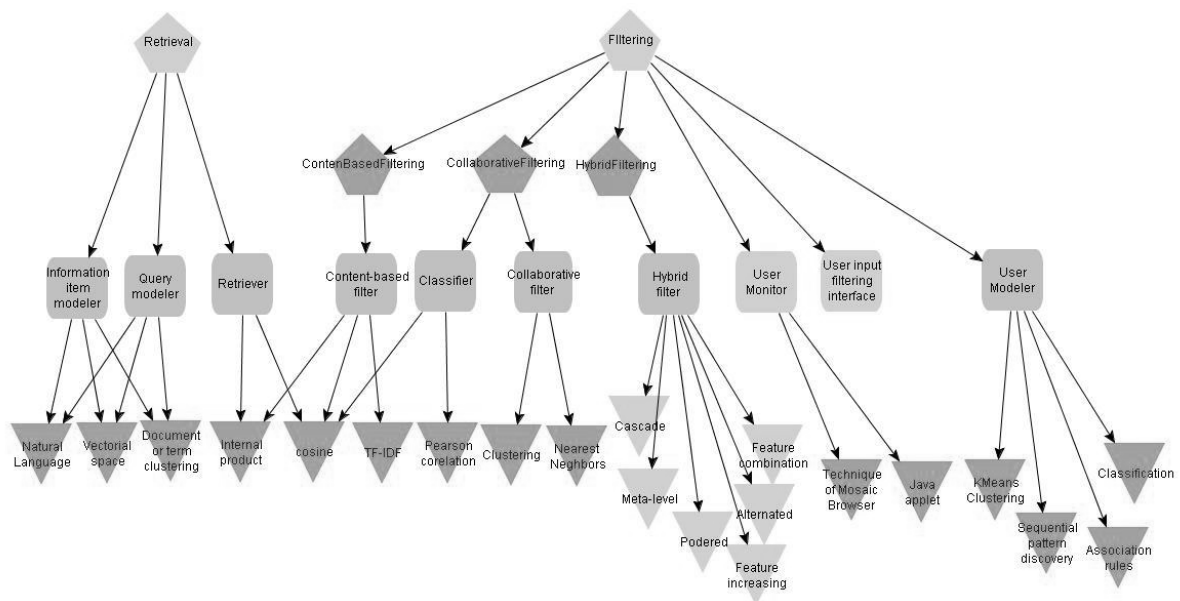 Retrieval
FIltering
ContenBasedFiltering
CollaborativeFiltering
HybridFiltering
Information
item
modeler
Query
modeler
Retriever
Content-based
filter
Classifier
Collaborative
filter
Hybrid
filter
User
Monitor
User input
filtering
interface
User
Modeler
Natural
Language
Vectorial
space
Document
or term
clustering
Internal
product
cosine
TF-IDF
Pearson
corelation
Clustering
Nearest
Neghbors
Cascade
Meta-level
Podered
Feature
increasing
Alternated
Feature
combination
Technique
of Mosaic
Browser
Java
applet
KMeans
Clustering
Sequential
pattern
discovery
Association
rules
Classification